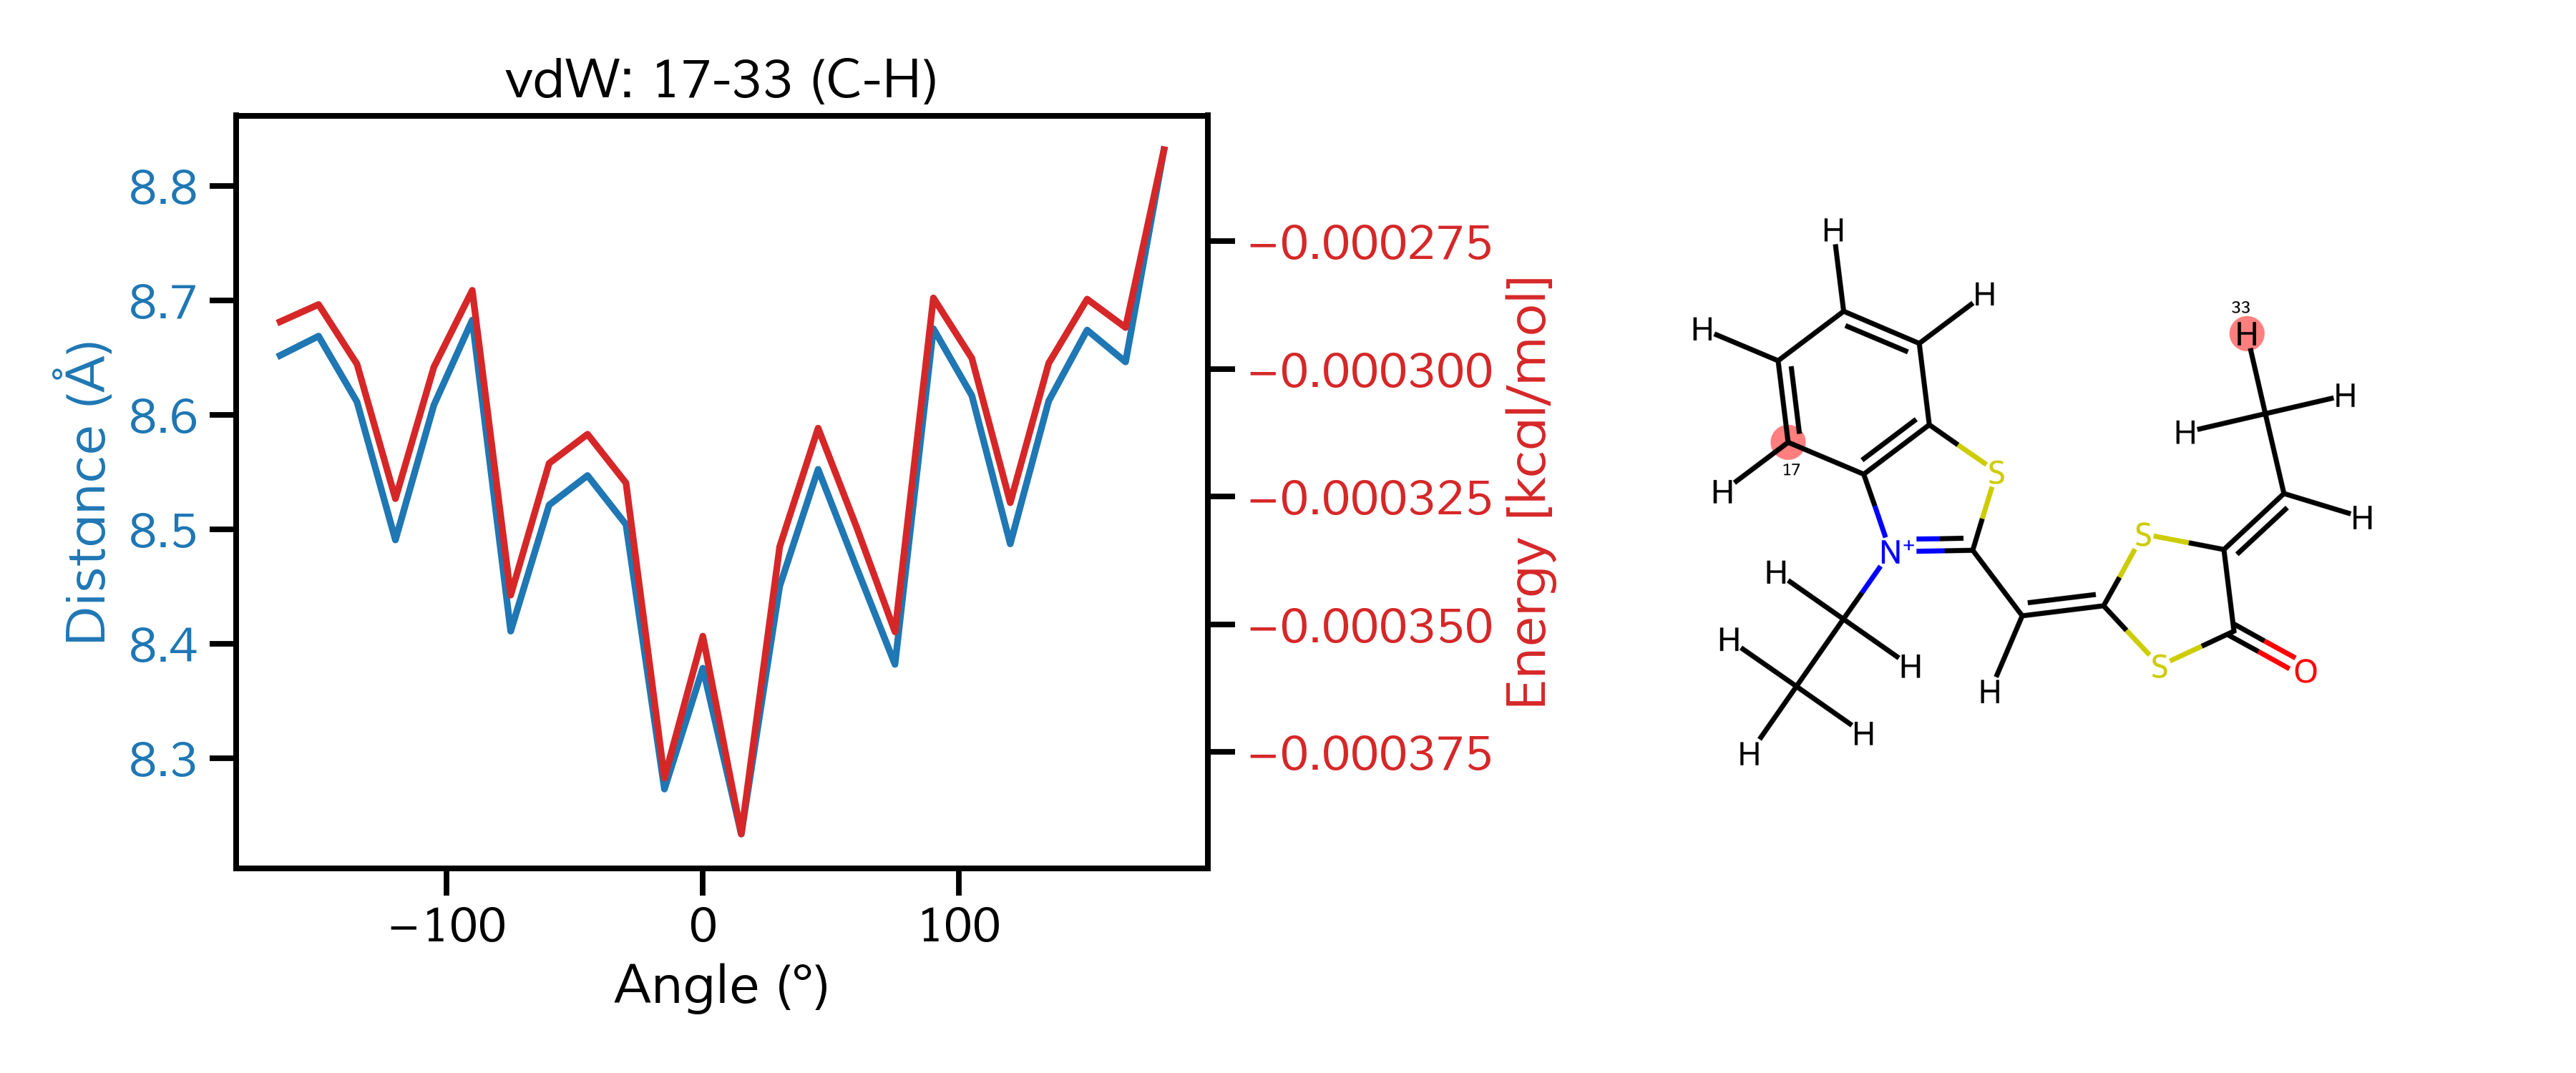 vdW: 17-33 (C-H)
Distance (Å)
8.8
8.7
8.6
8.5
8.4
8.3
−100
0
100
Angle (°)
−0.000275
−0.000300
−0.000325
−0.000350
−0.000375
Energy [kcal/mol]
H
H
H
33
H
H
H
H
17
S
H
H
S
N+
H
H
H
S
O
H
H
H